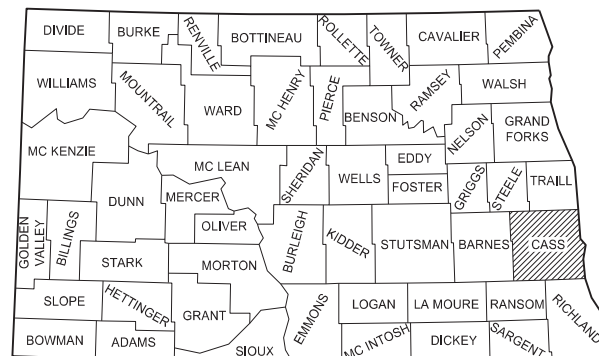 DIVIDE
BURKE
RENVILLE
BOTTINEAU
ROLLETTE
TOWNER
CAVALIER
PEMBINA
WILLIAMS
MOUNTRAIL
WARD
MC HENRY
PIERCE
BENSON
RAMSEY
WALSH
NELSON
GRAND
FORKS
MC KENZIE
MC LEAN
SHERIDAN
WELLS
EDDY
FOSTER
GRIGGS
STEELE
TRAILL
DUNN
MERCER
OLIVER
GOLDEN
VALLEY
BILLINGS
STARK
MORTON
BURLEIGH
KIDDER
STUTSMAN
BARNES
CASS
SLOPE
HETTINGER
GRANT
EMMONS
LOGAN
LA MOURE
RANSOM
RICHLAND
BOWMAN
ADAMS
SIOUX
MC INTOSH
DICKEY
SARGENT